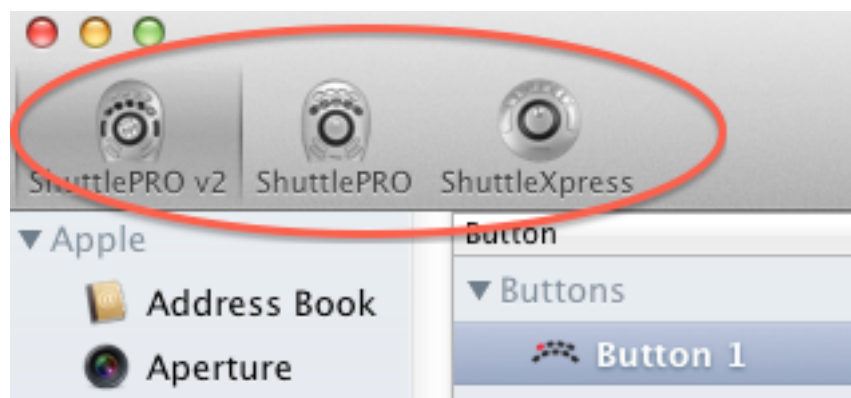 ShuttlePRO v2 ShuttlePRO ShuttleXpress
Apple
Button
Address Book
Buttons
Aperture
Button 1